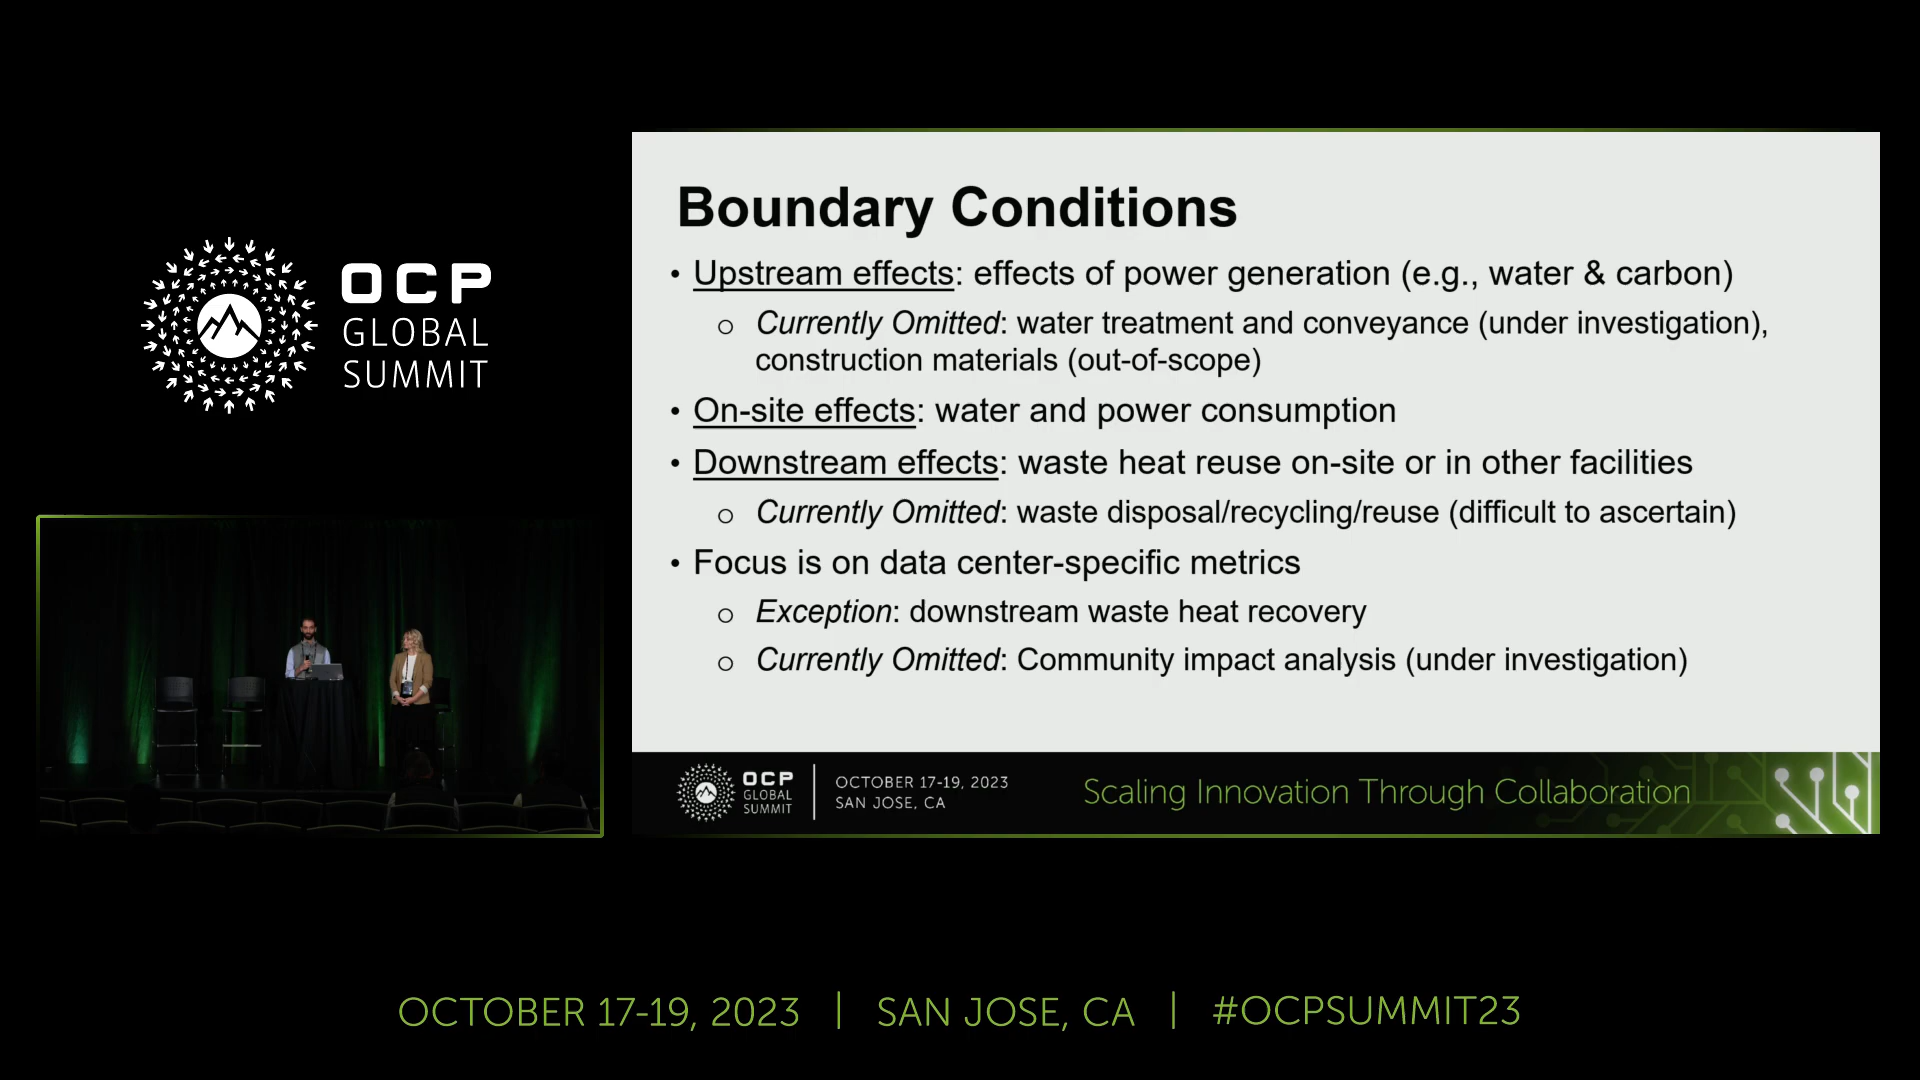 OCP
GLOBAL
SUMMIT
Boundary Conditions
• Upstream effects: effects of power generation (e.g., water & carbon)
o Currently Omitted: water treatment and conveyance (under investigation),
construction materials (out-of-scope)
• On-site effects: water and power consumption
• Downstream effects: waste heat reuse on-site or in other facilities
o Currently Omitted: waste disposal/recycling/reuse (difficult to ascertain)
• Focus is on data center-specific metrics
o Exception: downstream waste heat recovery
o Currently Omitted: Community impact analysis (under investigation)
OCP
GLOBAL
SUMMIT
OCTOBER 17-19, 2023
SAN JOSE, CA
Scaling Innovation Through Collaboration
OCTOBER 17-19, 2023 | SAN JOSE, CA | #OCPSUMMIT23